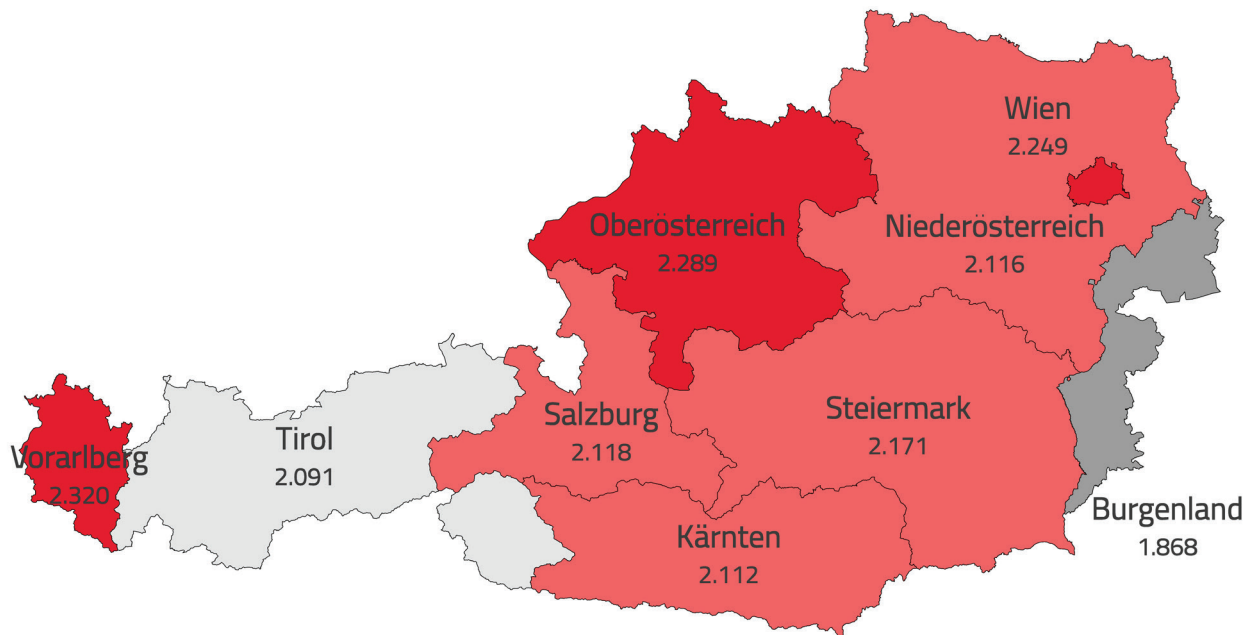 Wien
2.249
Oberösterreich
2.289
Niederösterreich
2.116
Salzburg
2.118
Steiermark
2.171
Tirol
2.091
Vorarlberg
2.320
Kärnten
2.112
Burgenland
1.868